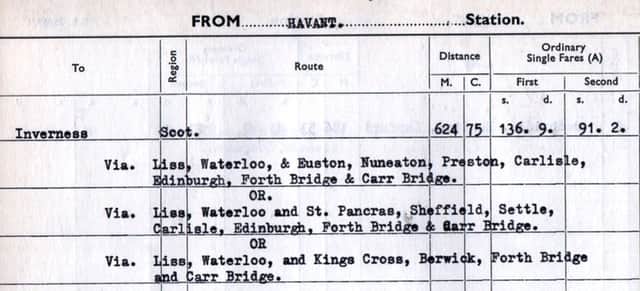 FROM HAVANT. Station.
To Region Route Distance Ordinary Single Fares (A)
M. C. First Second
s. d. s. d.
Inverness Scot. 624 75 136. 9. 91. 2.
Via. Liss, Waterloo, & Euston, Nuneaton, Preston, Carlisle,
Edinburgh, Forth Bridge & Carr Bridge.
OR.
Via. Liss, Waterloo and St. Pancras, Sheffield, Settle,
Carlisle, Edinburgh, Forth Bridge & Carr Bridge.
OR
Via. Liss, Waterloo, and Kings Cross, Berwick, Forth Bridge
and Carr Bridge.